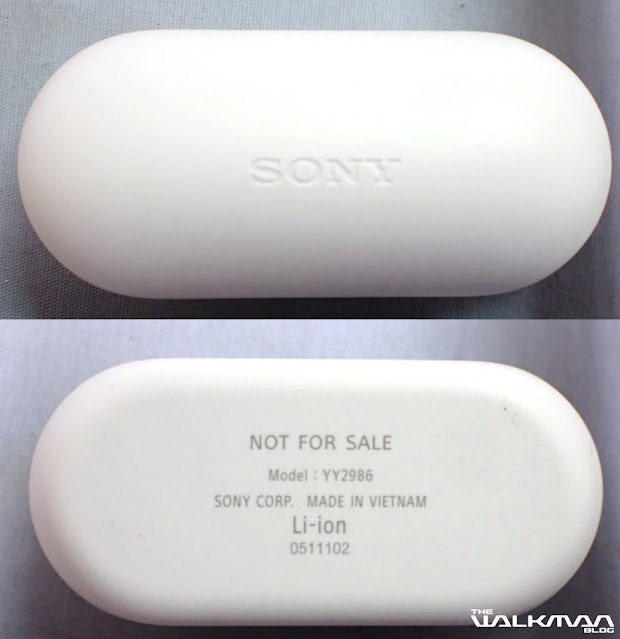 SONY
NOT FOR SALE
Model : YY2986
SONY CORP. MADE IN VIETNAM
Li-ion
0511102
THE
WALKMAN
BLOG